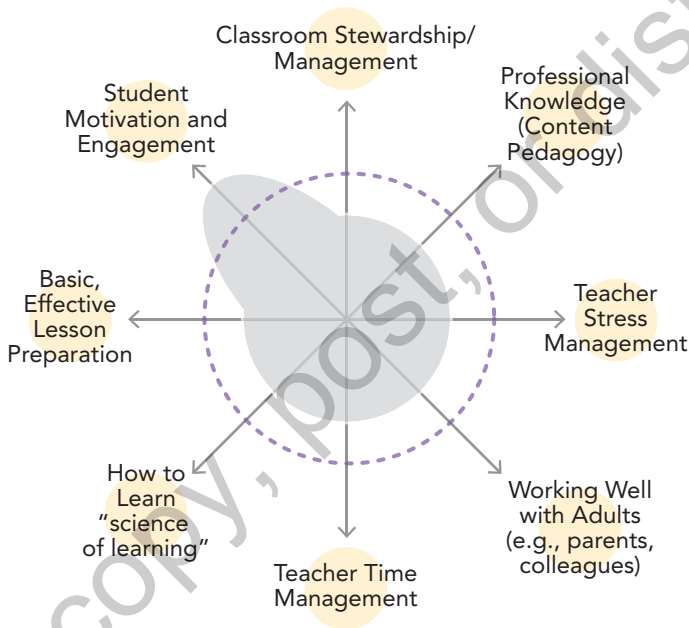 Classroom Stewardship/
Management
Professional
Knowledge
(Content
Pedagogy)
Student
Motivation and
Engagement
Basic,
Effective
Lesson
Preparation
Teacher
Stress
Management
How to
Learn
“science
of learning”
Working Well
with Adults
(e.g., parents,
colleagues)
Teacher Time
Management
copy, post, or dist